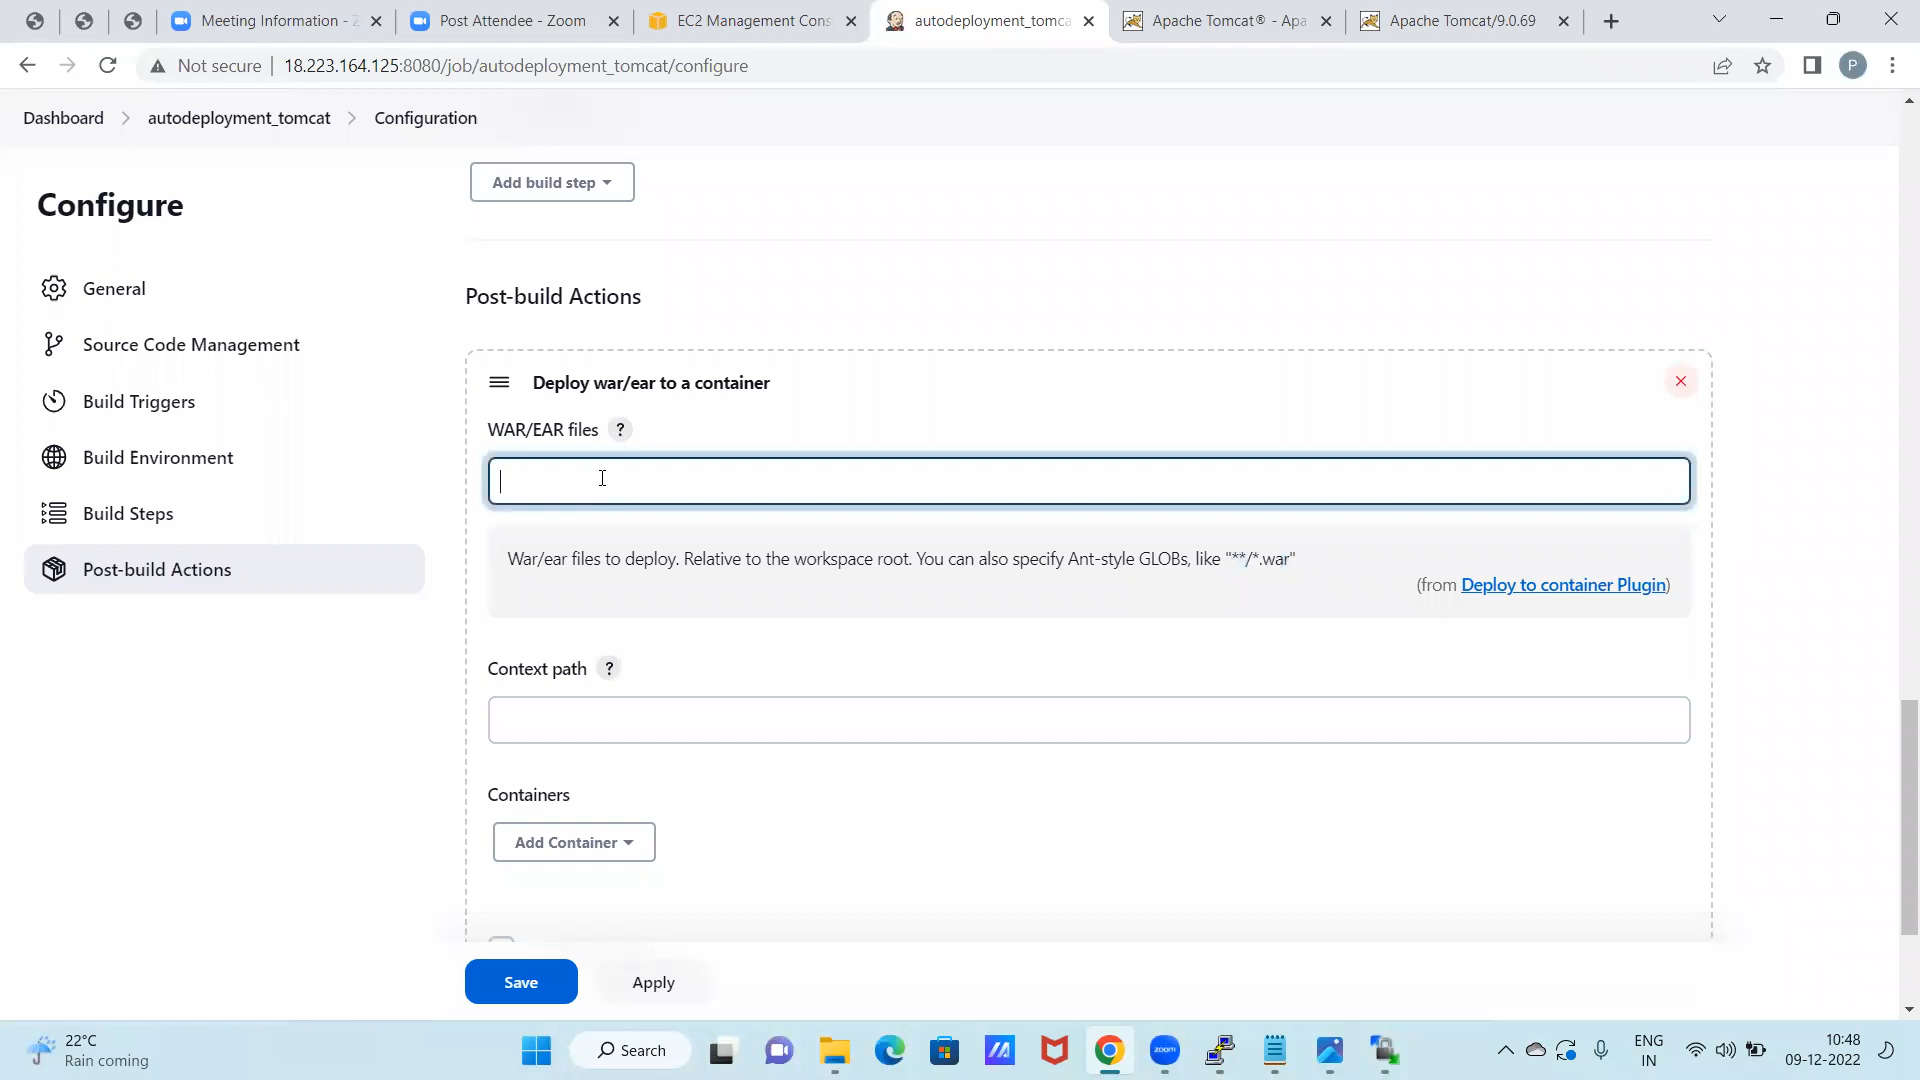 Meeting Information - Z
Post Attendee - Zoom
EC2 Management Cons
autodeployment_tomca
Apache Tomcat® - Apa
Apache Tomcat/9.0.69
Not secure
18.223.164.125:8080/job/autodeployment_tomcat/configure
P
Dashboard
autodeployment_tomcat
Configuration
Configure
General
Source Code Management
Build Triggers
Build Environment
Build Steps
Post-build Actions
Add build step
Post-build Actions
Deploy war/ear to a container
WAR/EAR files ?
War/ear files to deploy. Relative to the workspace root. You can also specify Ant-style GLOBs, like "**/*.war"
(from Deploy to container Plugin)
Context path ?
Containers
Add Container
Save
Apply
22°C
Rain coming
Search
zoom
ENG
IN
10:48
09-12-2022